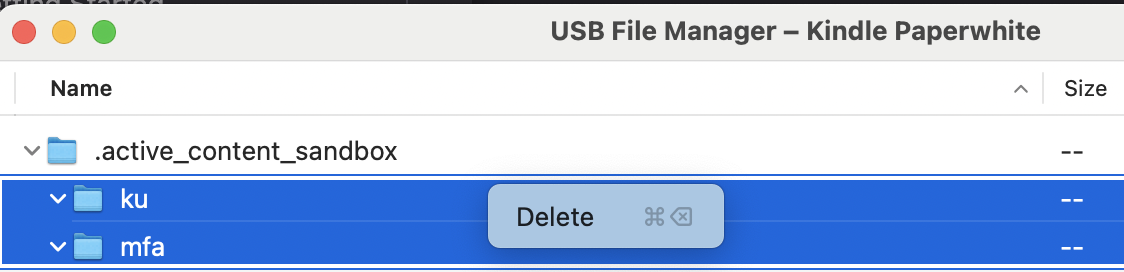 USB File Manager – Kindle Paperwhite
Name Size
.active_content_sandbox --
ku --
Delete ⌘⌫
mfa --